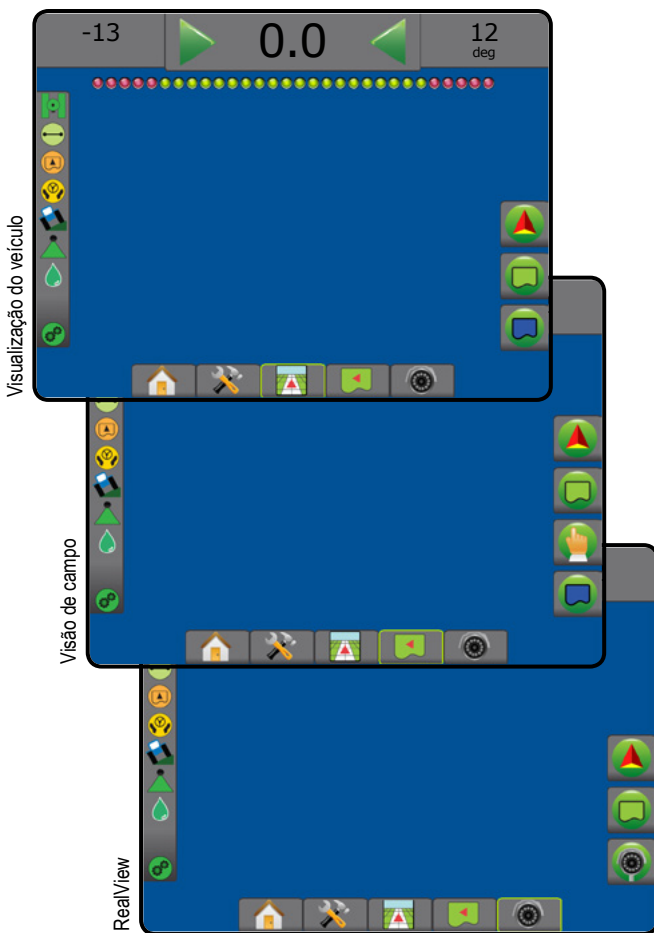 -13
0.0
12
deg
Visualização do veículo
Visão de campo
RealView